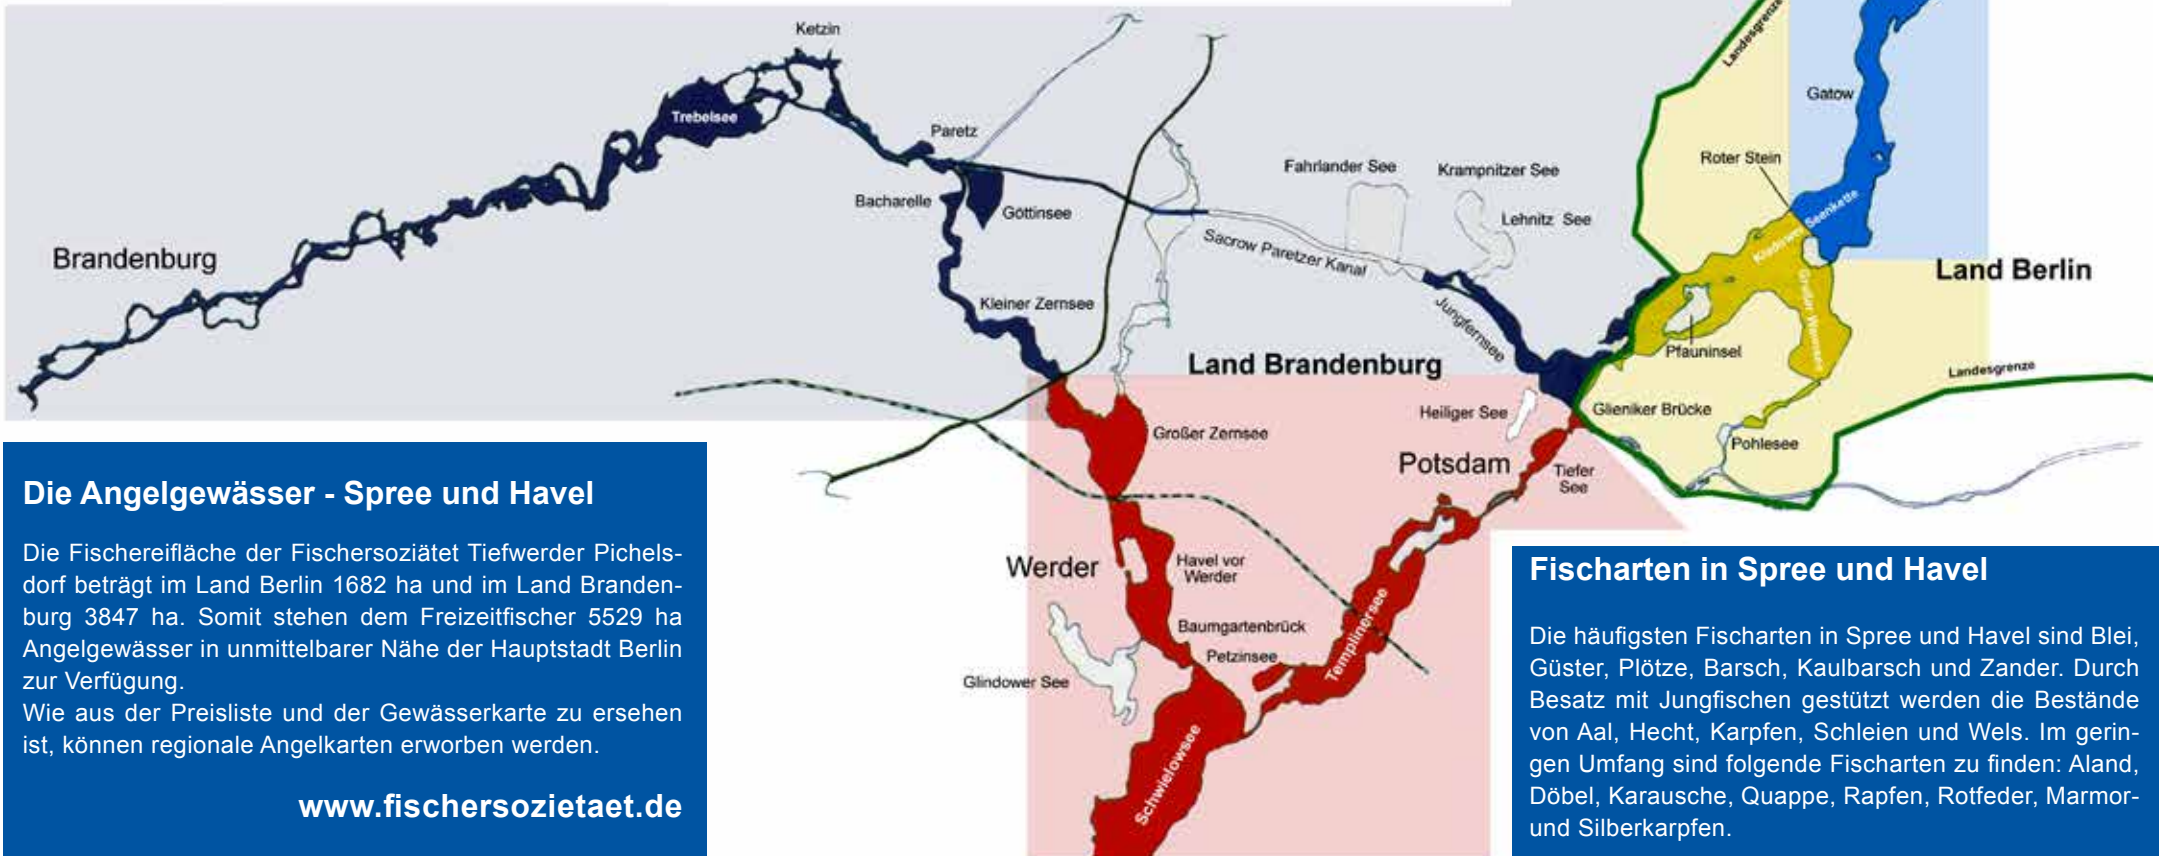 Ketzin
Landesgrenze
Gatow
Trebelsee
Paretz
Roter Stein
Fahrlander See
Krampnitzer See
Bacharelle
Göttinsee
Lehnitz See
Kladower Seenkette
Sacrow Paretzer Kanal
Brandenburg
Land Berlin
Kleiner Zernsee
Jungfernsee
Großer Wannsee
Pfauninsel
Land Brandenburg
Landesgrenze
Heiliger See
Glieniker Brücke
Großer Zernsee
Pohlesee
Potsdam
Tiefer
See
Werder
Havel vor
Werder
Baumgartenbrück
Petzinsee
Templinersee
Glindower See
Schwielowsee
Die Angelgewässer - Spree und Havel
Die Fischereifläche der Fischersoziätet Tiefwerder Pichels-
dorf beträgt im Land Berlin 1682 ha und im Land Branden-
burg 3847 ha. Somit stehen dem Freizeitfischer 5529 ha
Angelgewässer in unmittelbarer Nähe der Hauptstadt Berlin
zur Verfügung.
Wie aus der Preisliste und der Gewässerkarte zu ersehen
ist, können regionale Angelkarten erworben werden.
www.fischersozietaet.de
Fischarten in Spree und Havel
Die häufigsten Fischarten in Spree und Havel sind Blei,
Güster, Plötze, Barsch, Kaulbarsch und Zander. Durch
Besatz mit Jungfischen gestützt werden die Bestände
von Aal, Hecht, Karpfen, Schleien und Wels. Im gerin-
gen Umfang sind folgende Fischarten zu finden: Aland,
Döbel, Karausche, Quappe, Rapfen, Rotfeder, Marmor-
und Silberkarpfen.